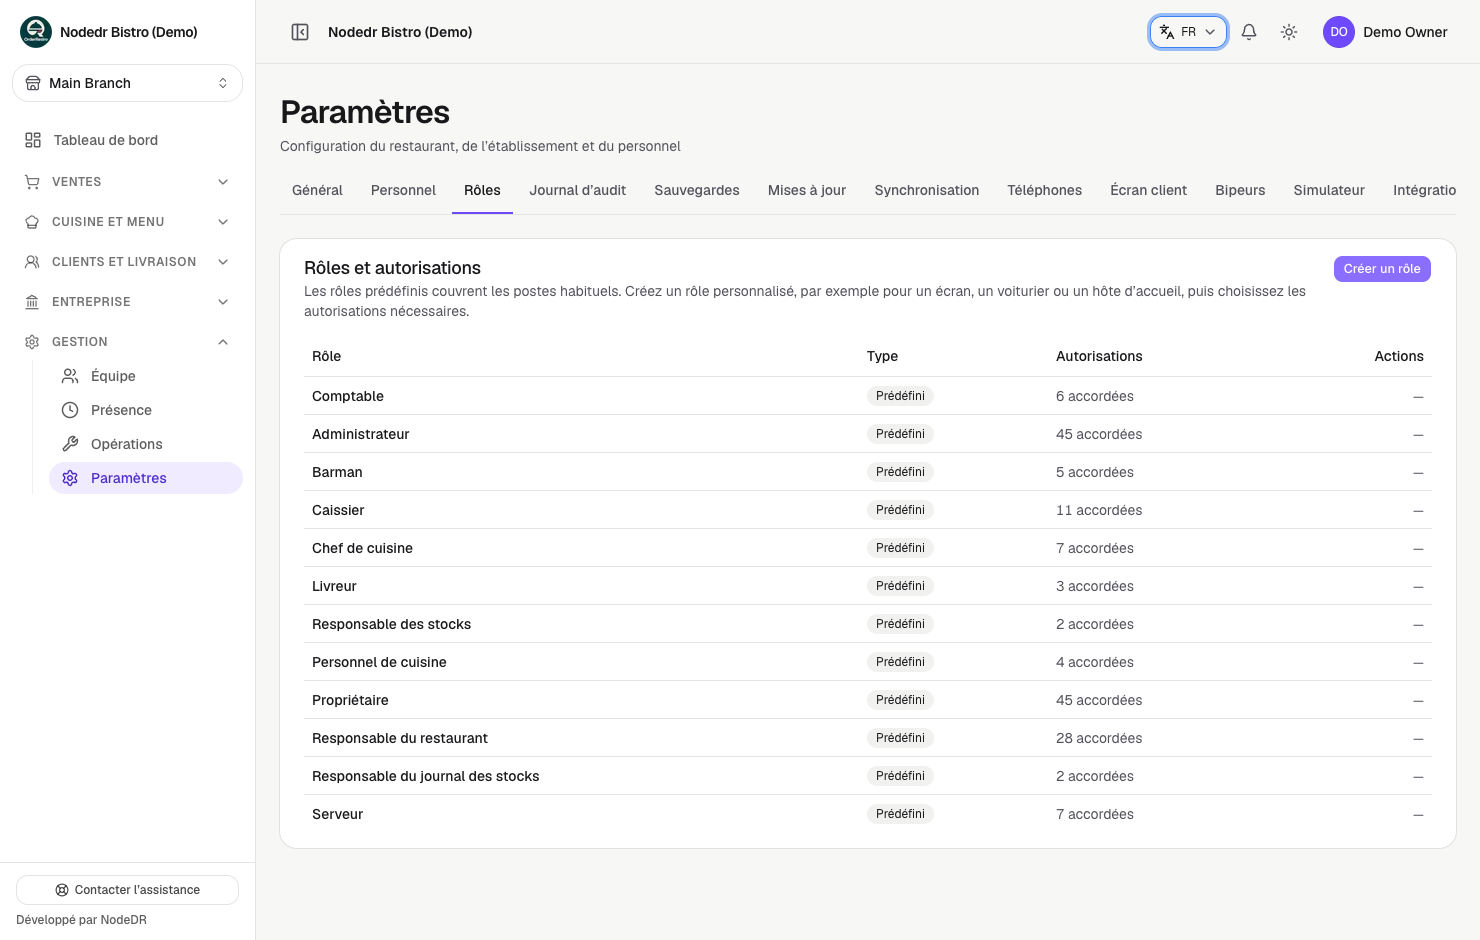 Nodedr Bistro (Demo)
Main Branch
Tableau de bord
VENTES
CUISINE ET MENU
CLIENTS ET LIVRAISON
ENTREPRISE
GESTION
Équipe
Présence
Opérations
Paramètres
Contacter l’assistance
Développé par NodeDR
Nodedr Bistro (Demo)
FR
DO Demo Owner
Paramètres
Configuration du restaurant, de l’établissement et du personnel
Général Personnel Rôles Journal d’audit Sauvegardes Mises à jour Synchronisation Téléphones Écran client Bipeurs Simulateur Intégratio
Rôles et autorisations
Créer un rôle
Les rôles prédéfinis couvrent les postes habituels. Créez un rôle personnalisé, par exemple pour un écran, un voiturier ou un hôte d’accueil, puis choisissez les
autorisations nécessaires.
Rôle Type Autorisations Actions
Comptable Prédéfini 6 accordées —
Administrateur Prédéfini 45 accordées —
Barman Prédéfini 5 accordées —
Caissier Prédéfini 11 accordées —
Chef de cuisine Prédéfini 7 accordées —
Livreur Prédéfini 3 accordées —
Responsable des stocks Prédéfini 2 accordées —
Personnel de cuisine Prédéfini 4 accordées —
Propriétaire Prédéfini 45 accordées —
Responsable du restaurant Prédéfini 28 accordées —
Responsable du journal des stocks Prédéfini 2 accordées —
Serveur Prédéfini 7 accordées —